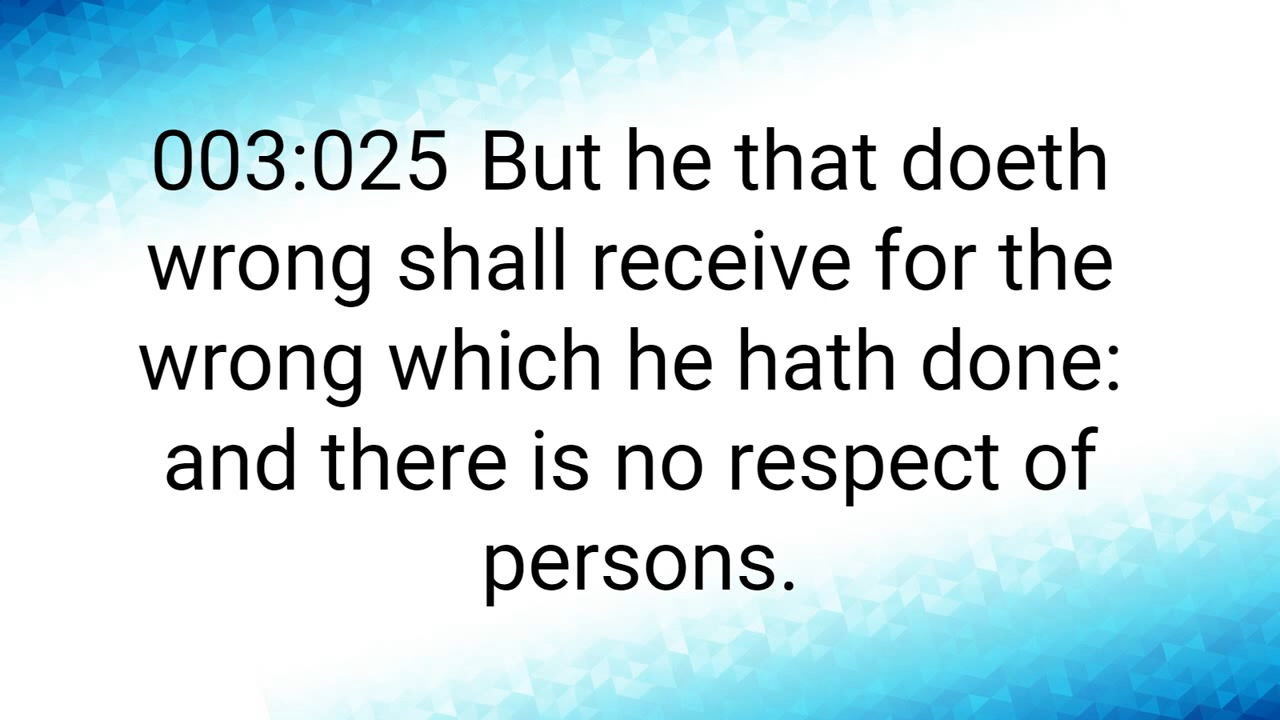 003:025 But he that doeth
wrong shall receive for the
wrong which he hath done:
and there is no respect of
persons.